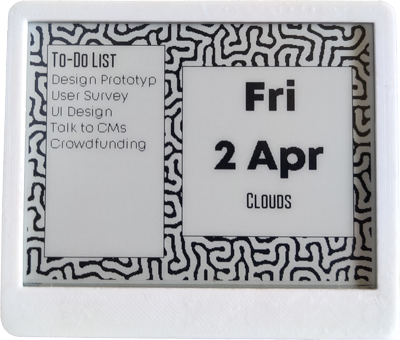 To-Do List
Design Prototyp
User Survey
UI Design
Talk to CMs
Crowdfunding
Fri
2 Apr
Clouds